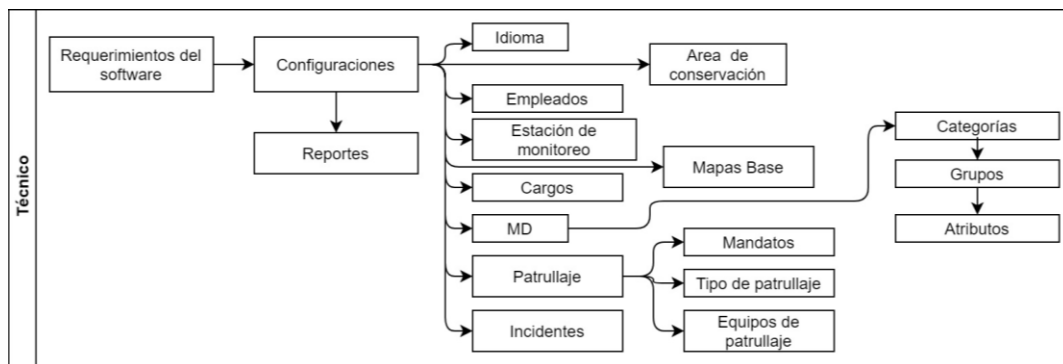 Técnico
Requerimientos del
software
Configuraciones
Reportes
Idioma
Area de
conservación
Empleados
Estación de
monitoreo
Mapas Base
Cargos
MD
Categorías
Grupos
Atributos
Patrullaje
Mandatos
Tipo de patrullaje
Equipos de
patrullaje
Incidentes